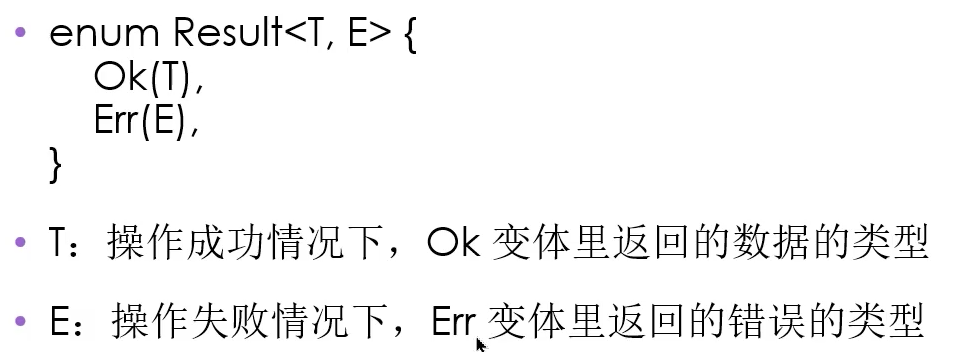 • enum Result<T, E> {
Ok(T),
Err(E),
}
• T：操作成功情况下，Ok 变体里返回的数据的类型
• E：操作失败情况下，Err 变体里返回的错误的类型